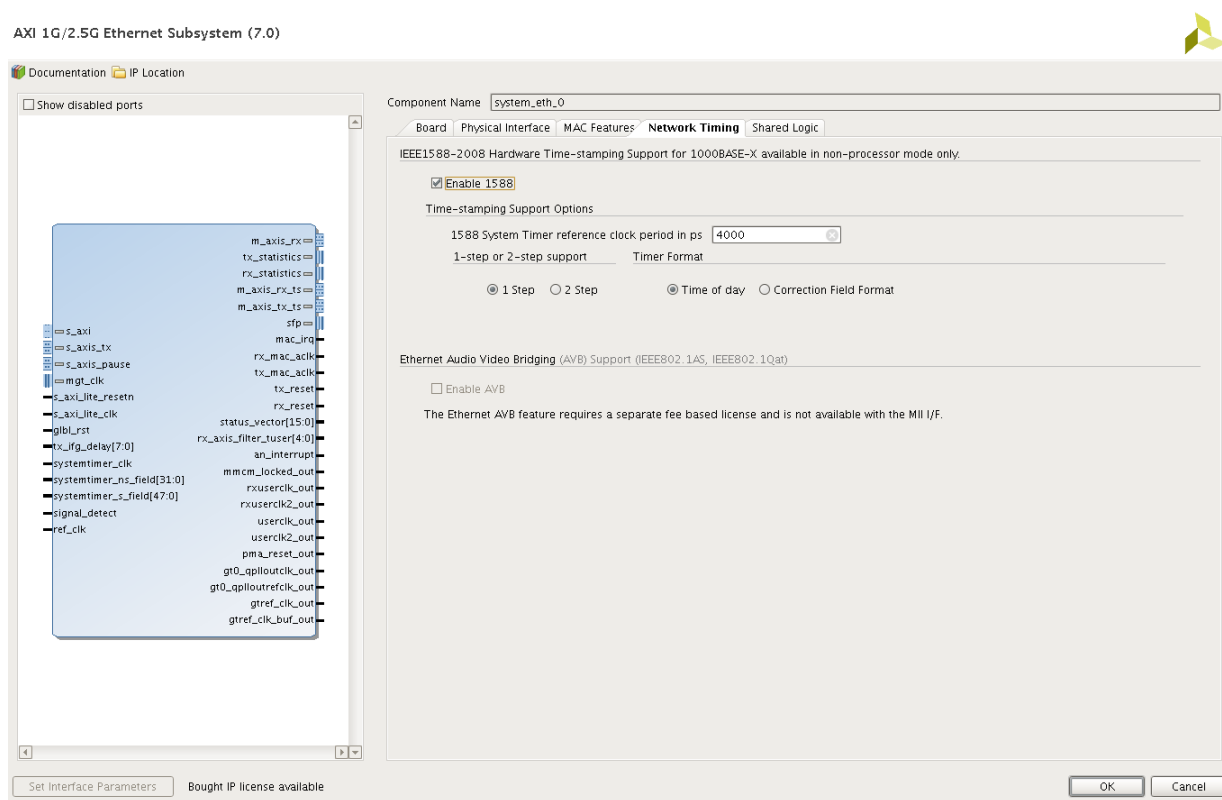 AXI 1G/2.5G Ethernet Subsystem (7.0)
Documentation IP Location
Show disabled ports
Component Name system_eth_0
Board Physical Interface MAC Features Network Timing Shared Logic
IEEE1588-2008 Hardware Time-stamping Support for 1000BASE-X available in non-processor mode only.
Enable 1588
Time-stamping Support Options
1588 System Timer reference clock period in ps 4000
1-step or 2-step support Timer Format
1 Step 2 Step Time of day Correction Field Format
Ethernet Audio Video Bridging (AVB) Support (IEEE802.1AS, IEEE802.1Qat)
Enable AVB
The Ethernet AVB feature requires a separate fee based license and is not available with the MII I/F.
s_axi
s_axis_tx
s_axis_pause
mgt_clk
s_axi_lite_resetn
s_axi_lite_clk
glbl_rst
tx_ifg_delay[7:0]
systemtimer_clk
systemtimer_ns_field[31:0]
systemtimer_s_field[47:0]
signal_detect
ref_clk
m_axis_rx
tx_statistics
rx_statistics
m_axis_rx_ts
m_axis_tx_ts
sfp
mac_irq
rx_mac_aclk
tx_mac_aclk
tx_reset
rx_reset
status_vector[15:0]
rx_axis_filter_tuser[4:0]
an_interrupt
mmcm_locked_out
rxuserclk_out
rxuserclk2_out
userclk_out
userclk2_out
pma_reset_out
gt0_qplloutclk_out
gt0_qplloutrefclk_out
gtref_clk_out
gtref_clk_buf_out
Set Interface Parameters Bought IP license available
OK Cancel